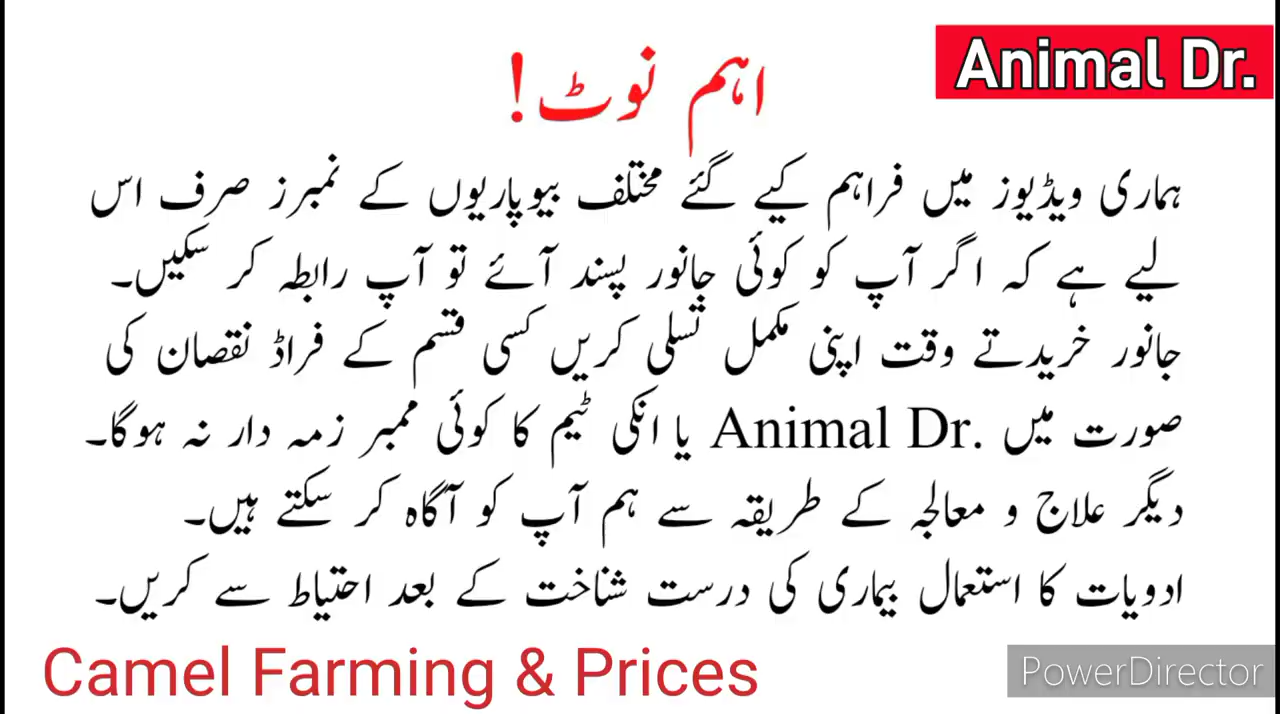 Animal Dr.
اہم نوٹ!
ہماری ویڈیوز میں فراہم کیے گئے مختلف بیوپاریوں کے نمبرز صرف اس
لیے ہے کہ اگر آپ کو کوئی جانور پسند آئے تو آپ رابطہ کر سکیں۔
جانور خریدتے وقت اپنی مکمل تسلی کریں کسی قسم کے فراڈ نقصان کی
صورت میں Animal Dr. یا انکی ٹیم کا کوئی ممبر زمہ دار نہ ہوگا۔
دیگر علاج و معالجہ کے طریقہ سے ہم آپ کو آگاہ کر سکتے ہیں۔
ادویات کا استعمال بیماری کی درست شناخت کے بعد احتیاط سے کریں۔
Camel Farming & Prices
PowerDirector